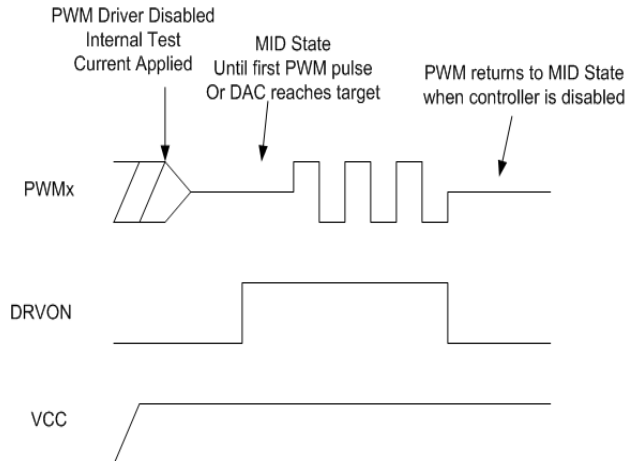 PWM Driver Disabled
Internal Test
Current Applied
MID State
Until first PWM pulse
Or DAC reaches target
PWM returns to MID State
when controller is disabled
PWMx
DRVON
VCC